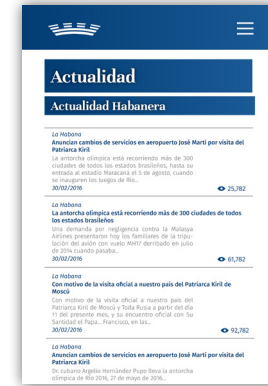 Actualidad
Actualidad Habanera
La Habana
Anuncian cambios de servicios en aeropuerto José Martí por visita del
Patriarca Kiril
La antorcha olímpica está recorriendo más de 300
ciudades de todos los estados brasileños, hasta su
entrada al estadio Maracaná el 5 de agosto, cuando
se inauguren los Juegos de Río...
30/02/2016 25,782
La Habana
La antorcha olímpica está recorriendo más de 300 ciudades de todos
los estados brasileños
Una demanda por negligencia contra la Malasya
Airlines presentaron hoy los familiares de la tripu-
lación del avión con vuelo MH17 derribado en julio
de 2014 cuando pasaba...
30/02/2016 61,782
La Habana
Con motivo de la visita oficial a nuestro país del Patriarca Kiril de
Moscú
Con motivo de la visita oficial a nuestro país del
Patriarca Kiril de Moscú y Toda Rusia a partir del día
11 del presente mes, y su encuentro oficial con Su
Santidad el Papa.. Francisco, en las...
30/02/2016 92,782
La Habana
Anuncian cambios de servicios en aeropuerto José Martí por visita del
Patriarca Kiril
Dr. cubano Argelio Hernández Pupo lleva la antorcha
olímpica de Río 2016, 27 de mayo de 2016...